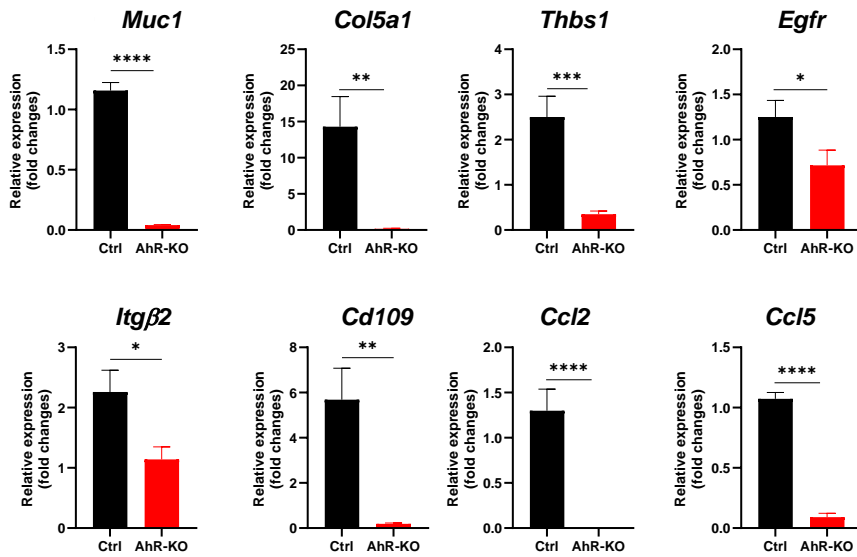 Muc1
Col5a1
Thbs1
Egfr
Relative expression
(fold changes)
1.5
1.0
0.5
0.0
****
Ctrl AhR-KO
Relative expression
(fold changes)
25
20
15
10
5
0
**
Ctrl AhR-KO
Relative expression
(fold changes)
4
3
2
1
0
***
Ctrl AhR-KO
Relative expression
(fold changes)
2.0
1.5
1.0
0.5
0.0
*
Ctrl AhR-KO
Itgβ2
Cd109
Ccl2
Ccl5
Relative expression
(fold changes)
3
2
1
0
*
Ctrl AhR-KO
Relative expression
(fold changes)
8
6
4
2
0
**
Ctrl AhR-KO
Relative expression
(fold changes)
2.0
1.5
1.0
0.5
0.0
****
Ctrl AhR-KO
Relative expression
(fold changes)
1.5
1.0
0.5
0.0
****
Ctrl AhR-KO